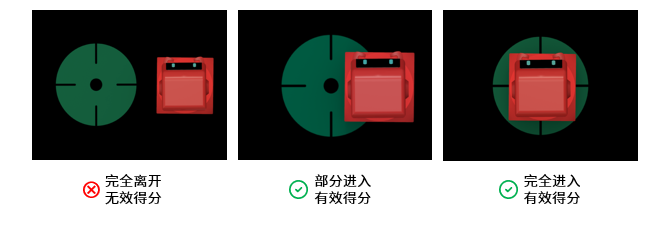 完全离开
无效得分
部分进入
有效得分
完全进入
有效得分